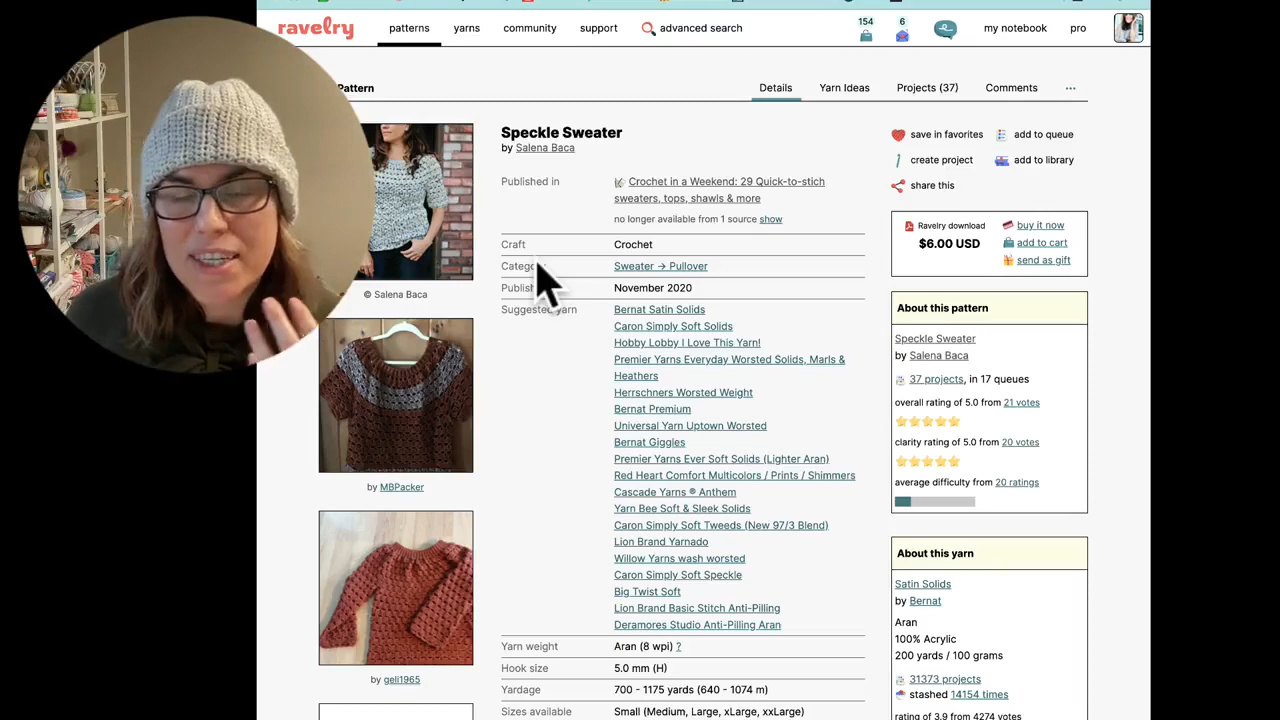 ravelry
patterns
yarns
community
support
advanced search
154
6
my notebook
pro
Pattern
Details
Yarn Ideas
Projects (37)
Comments
Speckle Sweater
by Salena Baca
Published in
Crochet in a Weekend: 29 Quick-to-stich
sweaters, tops, shawls & more
no longer available from 1 source show
Craft
Crochet
Sweater → Pullover
November 2020
Suggested yarn
Bernat Satin Solids
Caron Simply Soft Solids
Hobby Lobby I Love This Yarn!
Premier Yarns Everyday Worsted Solids, Marls &
Heathers
Herrschners Worsted Weight
Bernat Premium
Universal Yarn Uptown Worsted
Bernat Giggles
Premier Yarns Ever Soft Solids (Lighter Aran)
Red Heart Comfort Multicolors / Prints / Shimmers
Cascade Yarns ® Anthem
Yarn Bee Soft & Sleek Solids
Caron Simply Soft Tweeds (New 97/3 Blend)
Lion Brand Yarnado
Willow Yarns wash worsted
Caron Simply Soft Speckle
Big Twist Soft
Lion Brand Basic Stitch Anti-Pilling
Deramores Studio Anti-Pilling Aran
Yarn weight
Aran (8 wpi) ?
Hook size
5.0 mm (H)
Yardage
700 - 1175 yards (640 - 1074 m)
Sizes available
Small (Medium, Large, xLarge, xxLarge)
© Salena Baca
by MBPacker
by geli1965
save in favorites
add to queue
create project
add to library
share this
Ravelry download
$6.00 USD
buy it now
add to cart
send as gift
About this pattern
Speckle Sweater
by Salena Baca
37 projects, in 17 queues
overall rating of 5.0 from 21 votes
clarity rating of 5.0 from 20 votes
average difficulty from 20 ratings
About this yarn
Satin Solids
by Bernat
Aran
100% Acrylic
200 yards / 100 grams
31373 projects
stashed 14154 times
rating of 3.9 from 4274 votes